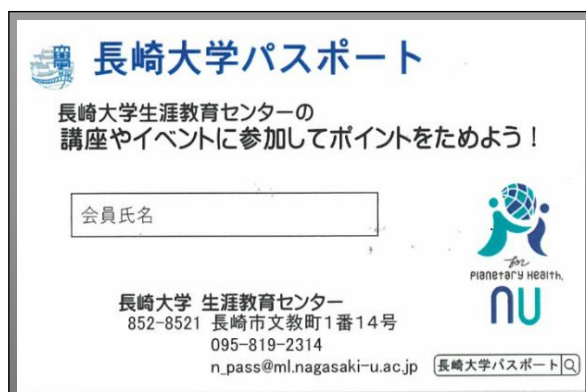 長崎大学パスポート
長崎大学生涯教育センターの
講座やイベントに参加してポイントをためよう！
会員氏名
for
Planetary Health.
NU
長崎大学 生涯教育センター
852-8521 長崎市文教町1番14号
095-819-2314
n_pass@ml.nagasaki-u.ac.jp
長崎大学パスポート